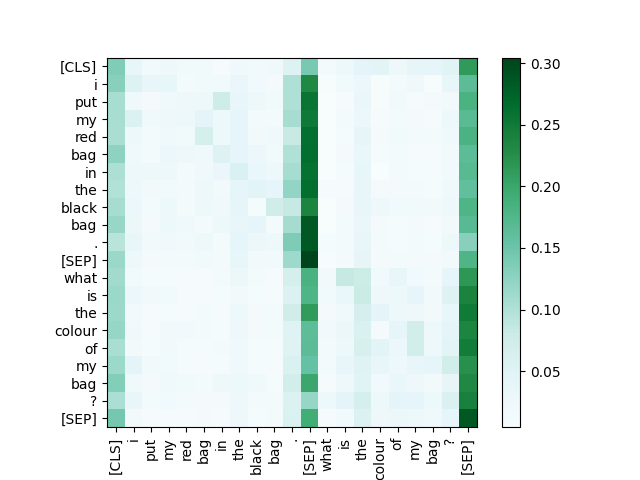 [CLS]
i
put
my
red
bag
in
the
black
bag
.
[SEP]
what
is
the
colour
of
my
bag
?
[SEP]
[CLS]
i
put
my
red
bag
in
the
black
bag
.
[SEP]
what
is
the
colour
of
my
bag
?
[SEP]
0.30
0.25
0.20
0.15
0.10
0.05